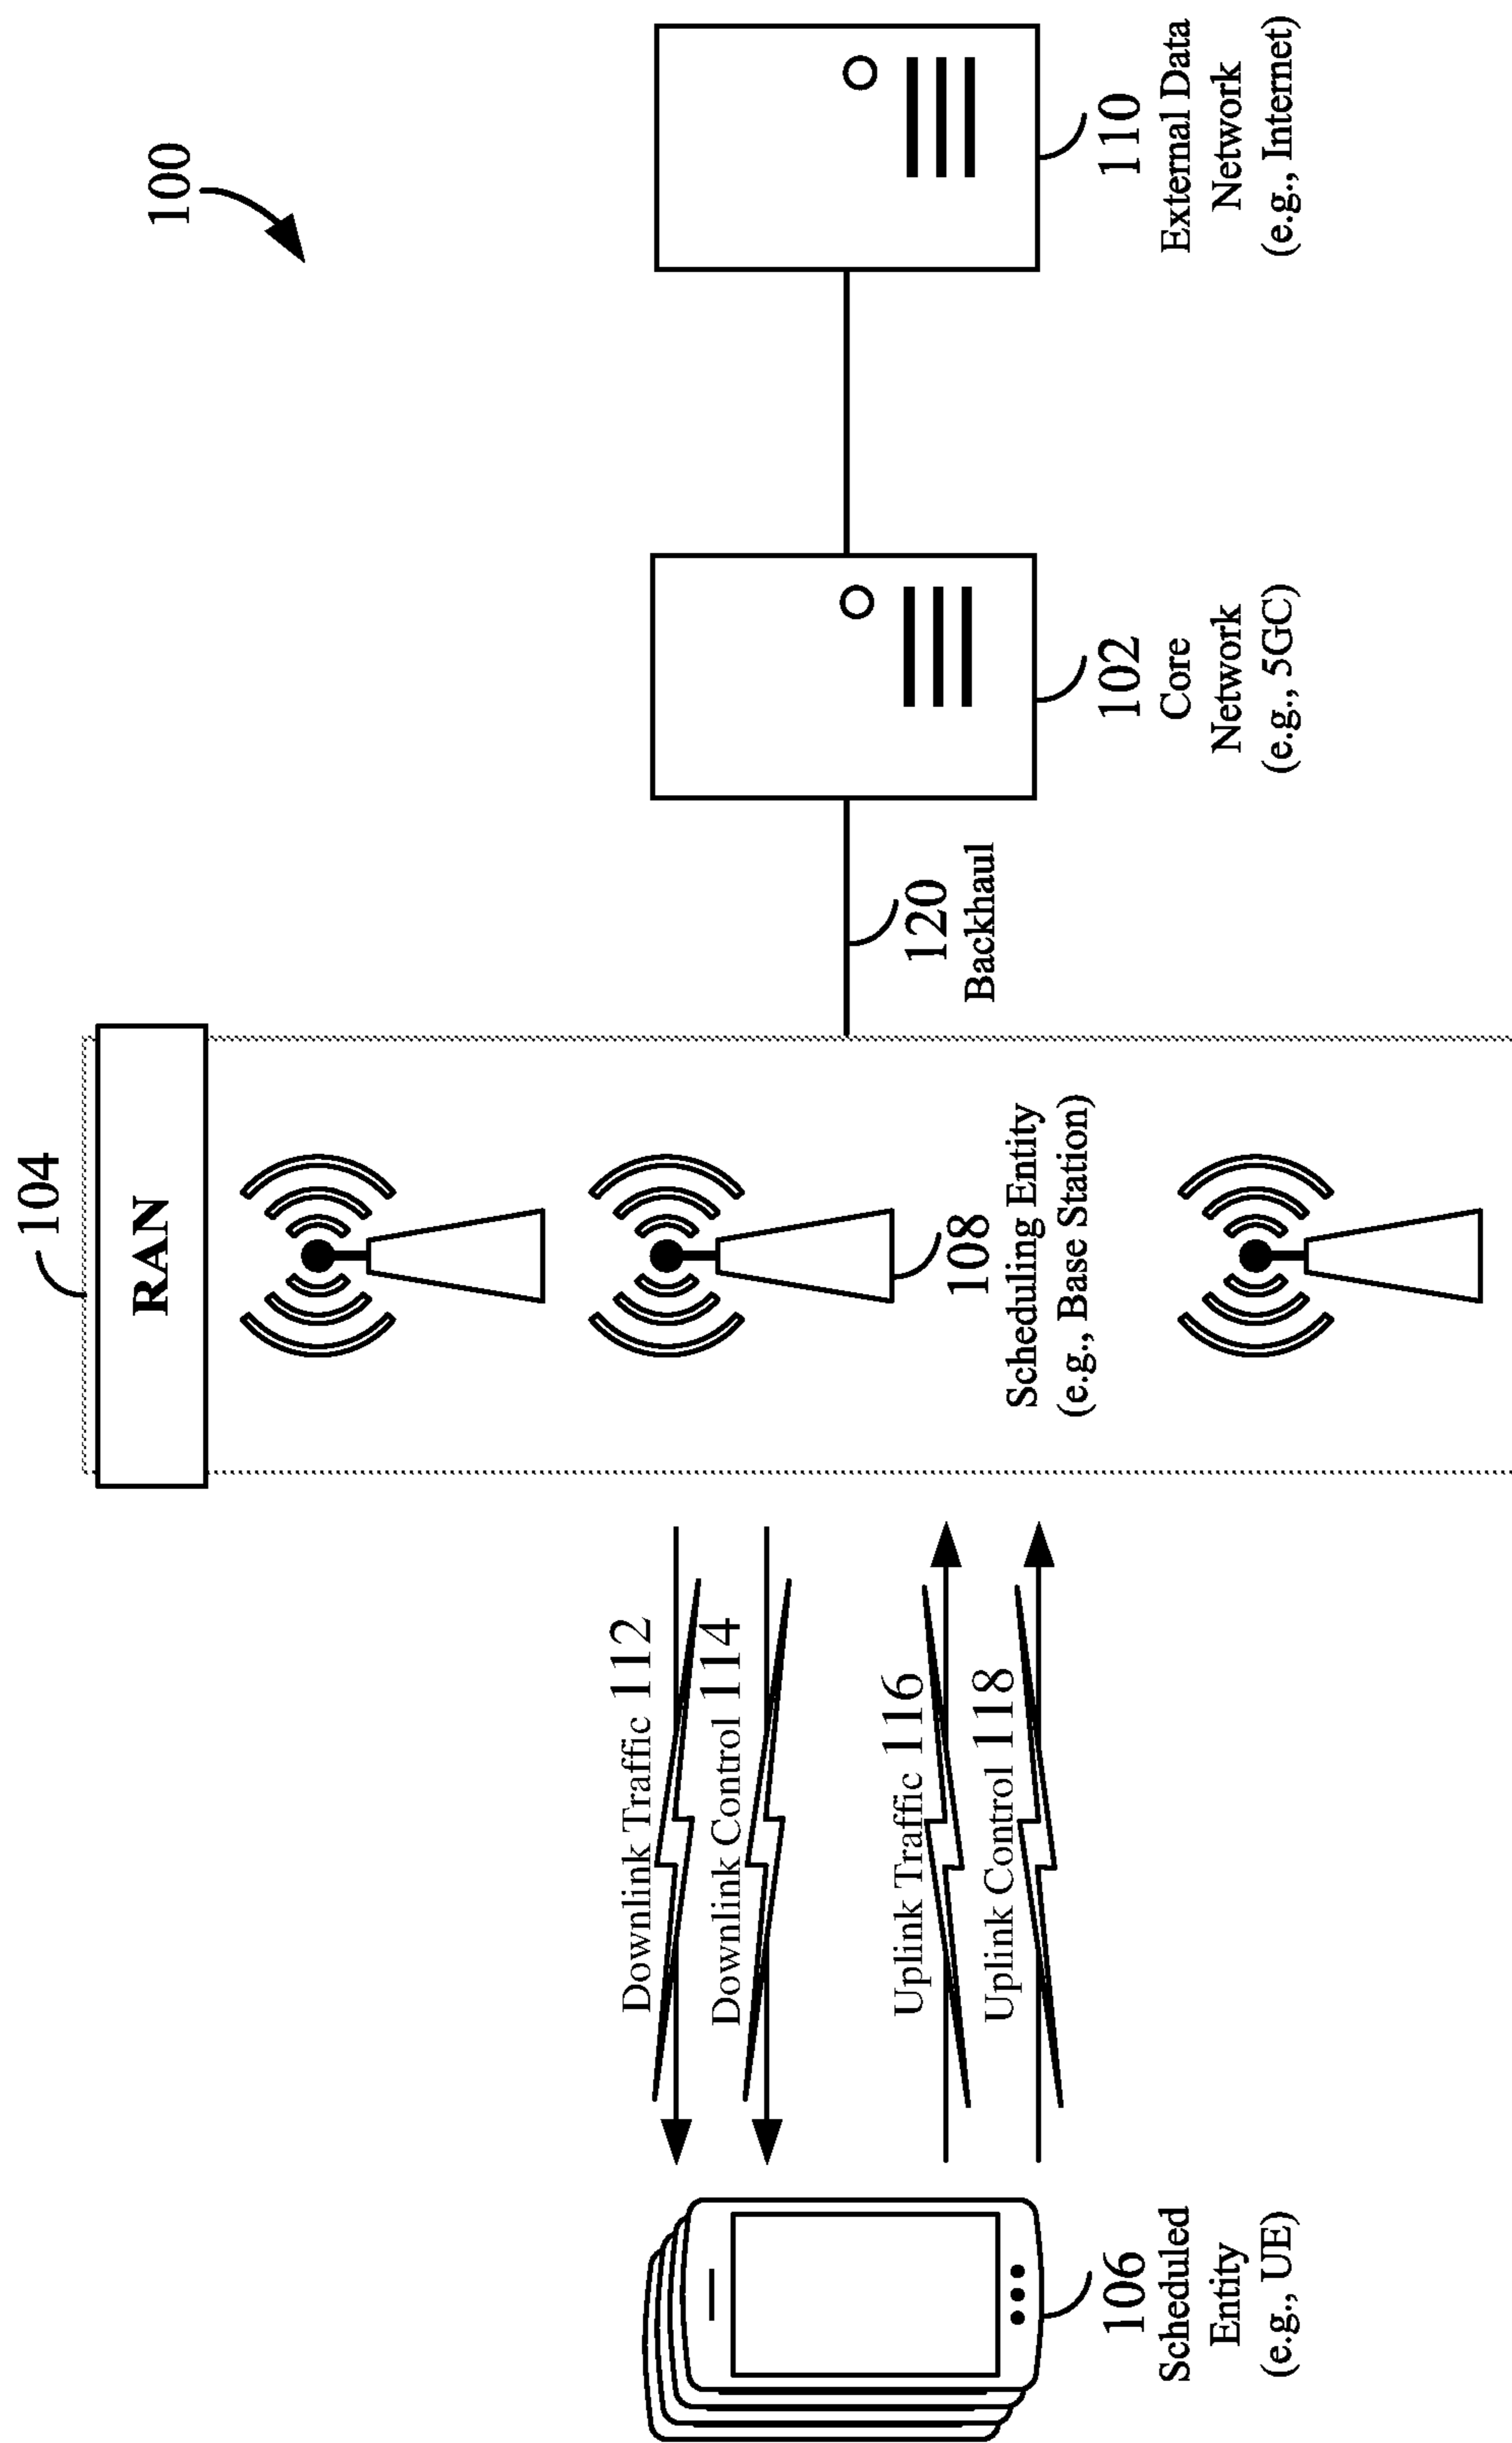 100
104
RAN
108
Scheduling Entity
(e.g., Base Station)
Downlink Traffic 112
Downlink Control 114
Uplink Traffic 116
Uplink Control 118
106
Scheduled
Entity
(e.g., UE)
120
Backhaul
102
Core
Network
(e.g., 5GC)
110
External Data
Network
(e.g., Internet)